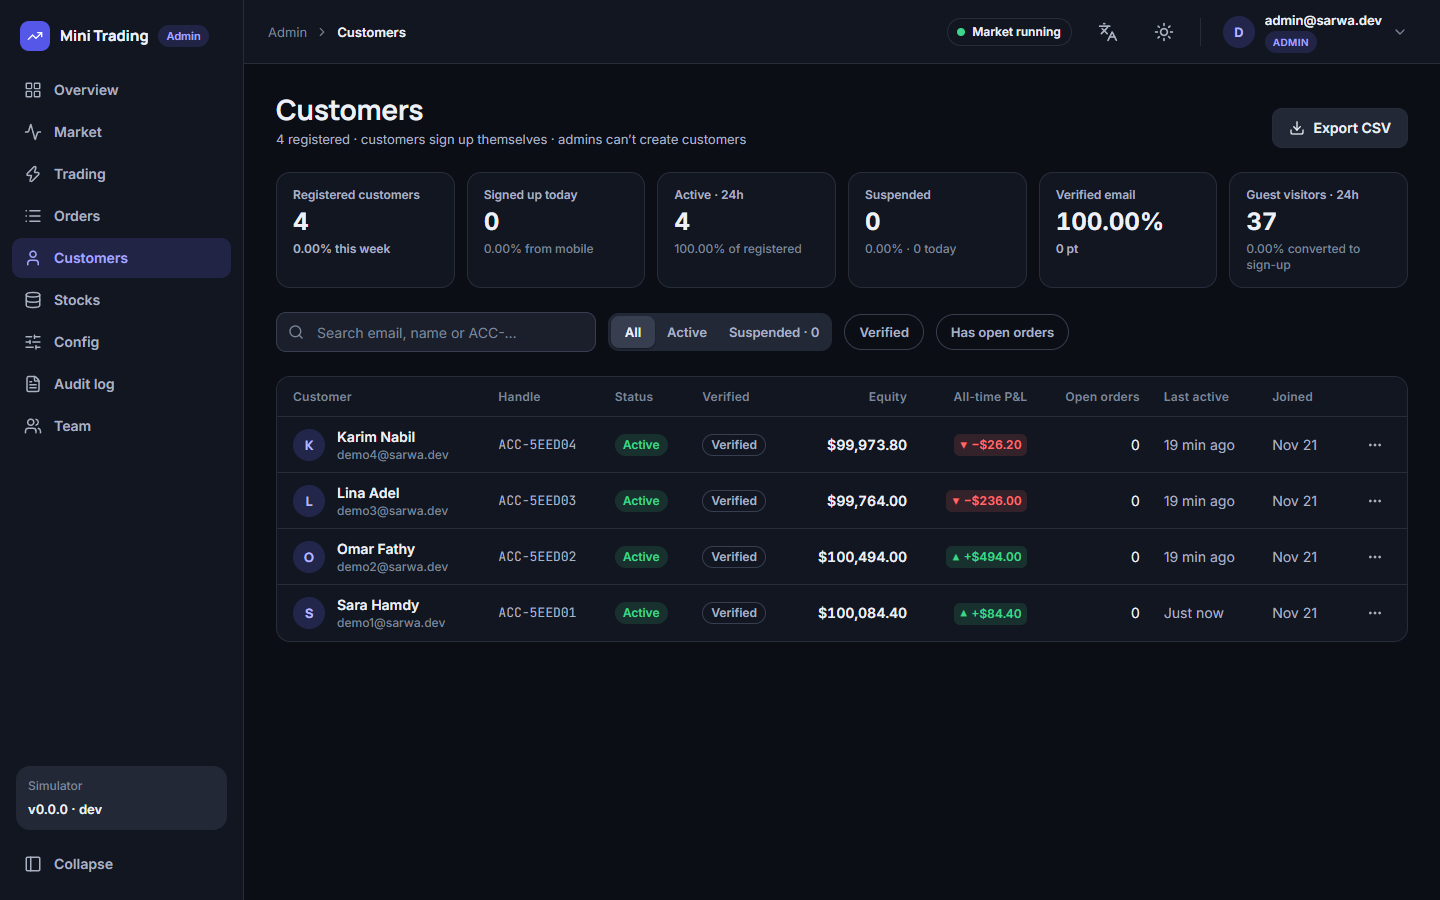 Mini Trading Admin
Overview
Market
Trading
Orders
Customers
Stocks
Config
Audit log
Team
Simulator
v0.0.0 · dev
Collapse
Admin Customers
Market running
D
admin@sarwa.dev
ADMIN
Customers
4 registered · customers sign up themselves · admins can't create customers
Export CSV
Registered customers
4
0.00% this week
Signed up today
0
0.00% from mobile
Active · 24h
4
100.00% of registered
Suspended
0
0.00% · 0 today
Verified email
100.00%
0 pt
Guest visitors · 24h
37
0.00% converted to
sign-up
Search email, name or ACC-...
All Active Suspended · 0 Verified Has open orders
Customer Handle Status Verified Equity All-time P&L Open orders Last active Joined
K Karim Nabil ACC-5EED04 Active Verified $99,973.80 ▼ −$26.20 0 19 min ago Nov 21 ···
demo4@sarwa.dev
L Lina Adel ACC-5EED03 Active Verified $99,764.00 ▼ −$236.00 0 19 min ago Nov 21 ···
demo3@sarwa.dev
O Omar Fathy ACC-5EED02 Active Verified $100,494.00 ▲ +$494.00 0 19 min ago Nov 21 ···
demo2@sarwa.dev
S Sara Hamdy ACC-5EED01 Active Verified $100,084.40 ▲ +$84.40 0 Just now Nov 21 ···
demo1@sarwa.dev